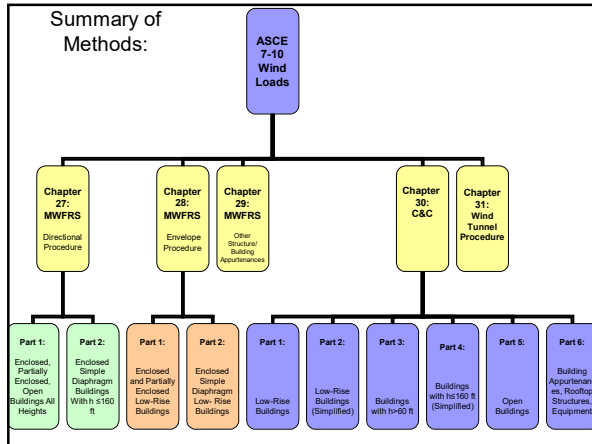 Summary of
Methods:
ASCE
7-10
Wind
Loads
Chapter
27:
MWFRS
Directional
Procedure
Chapter
28:
MWFRS
Envelope
Procedure
Chapter
29:
MWFRS
Other
Structure/
Building
Appurtenances
Chapter
30:
C&C
Chapter
31: Wind
Tunnel
Procedure
Part 1:
Enclosed,
Partially
Enclosed,
Open
Buildings All
Heights
Part 2:
Enclosed
Simple
Diaphragm
Buildings
With h ≤160
ft
Part 1:
Enclosed
and Partially
Enclosed
Low-Rise
Buildings
Part 2:
Enclosed
Simple
Diaphragm
Low- Rise
Buildings
Part 1:
Low-Rise
Buildings
Part 2:
Low-Rise
Buildings
(Simplified)
Part 3:
Buildings
with h>60 ft
Part 4:
Buildings
with h≤160 ft
(Simplified)
Part 5:
Open
Buildings
Part 6:
Building
Appurtenanc
es, Rooftop
Structures,
Equipment